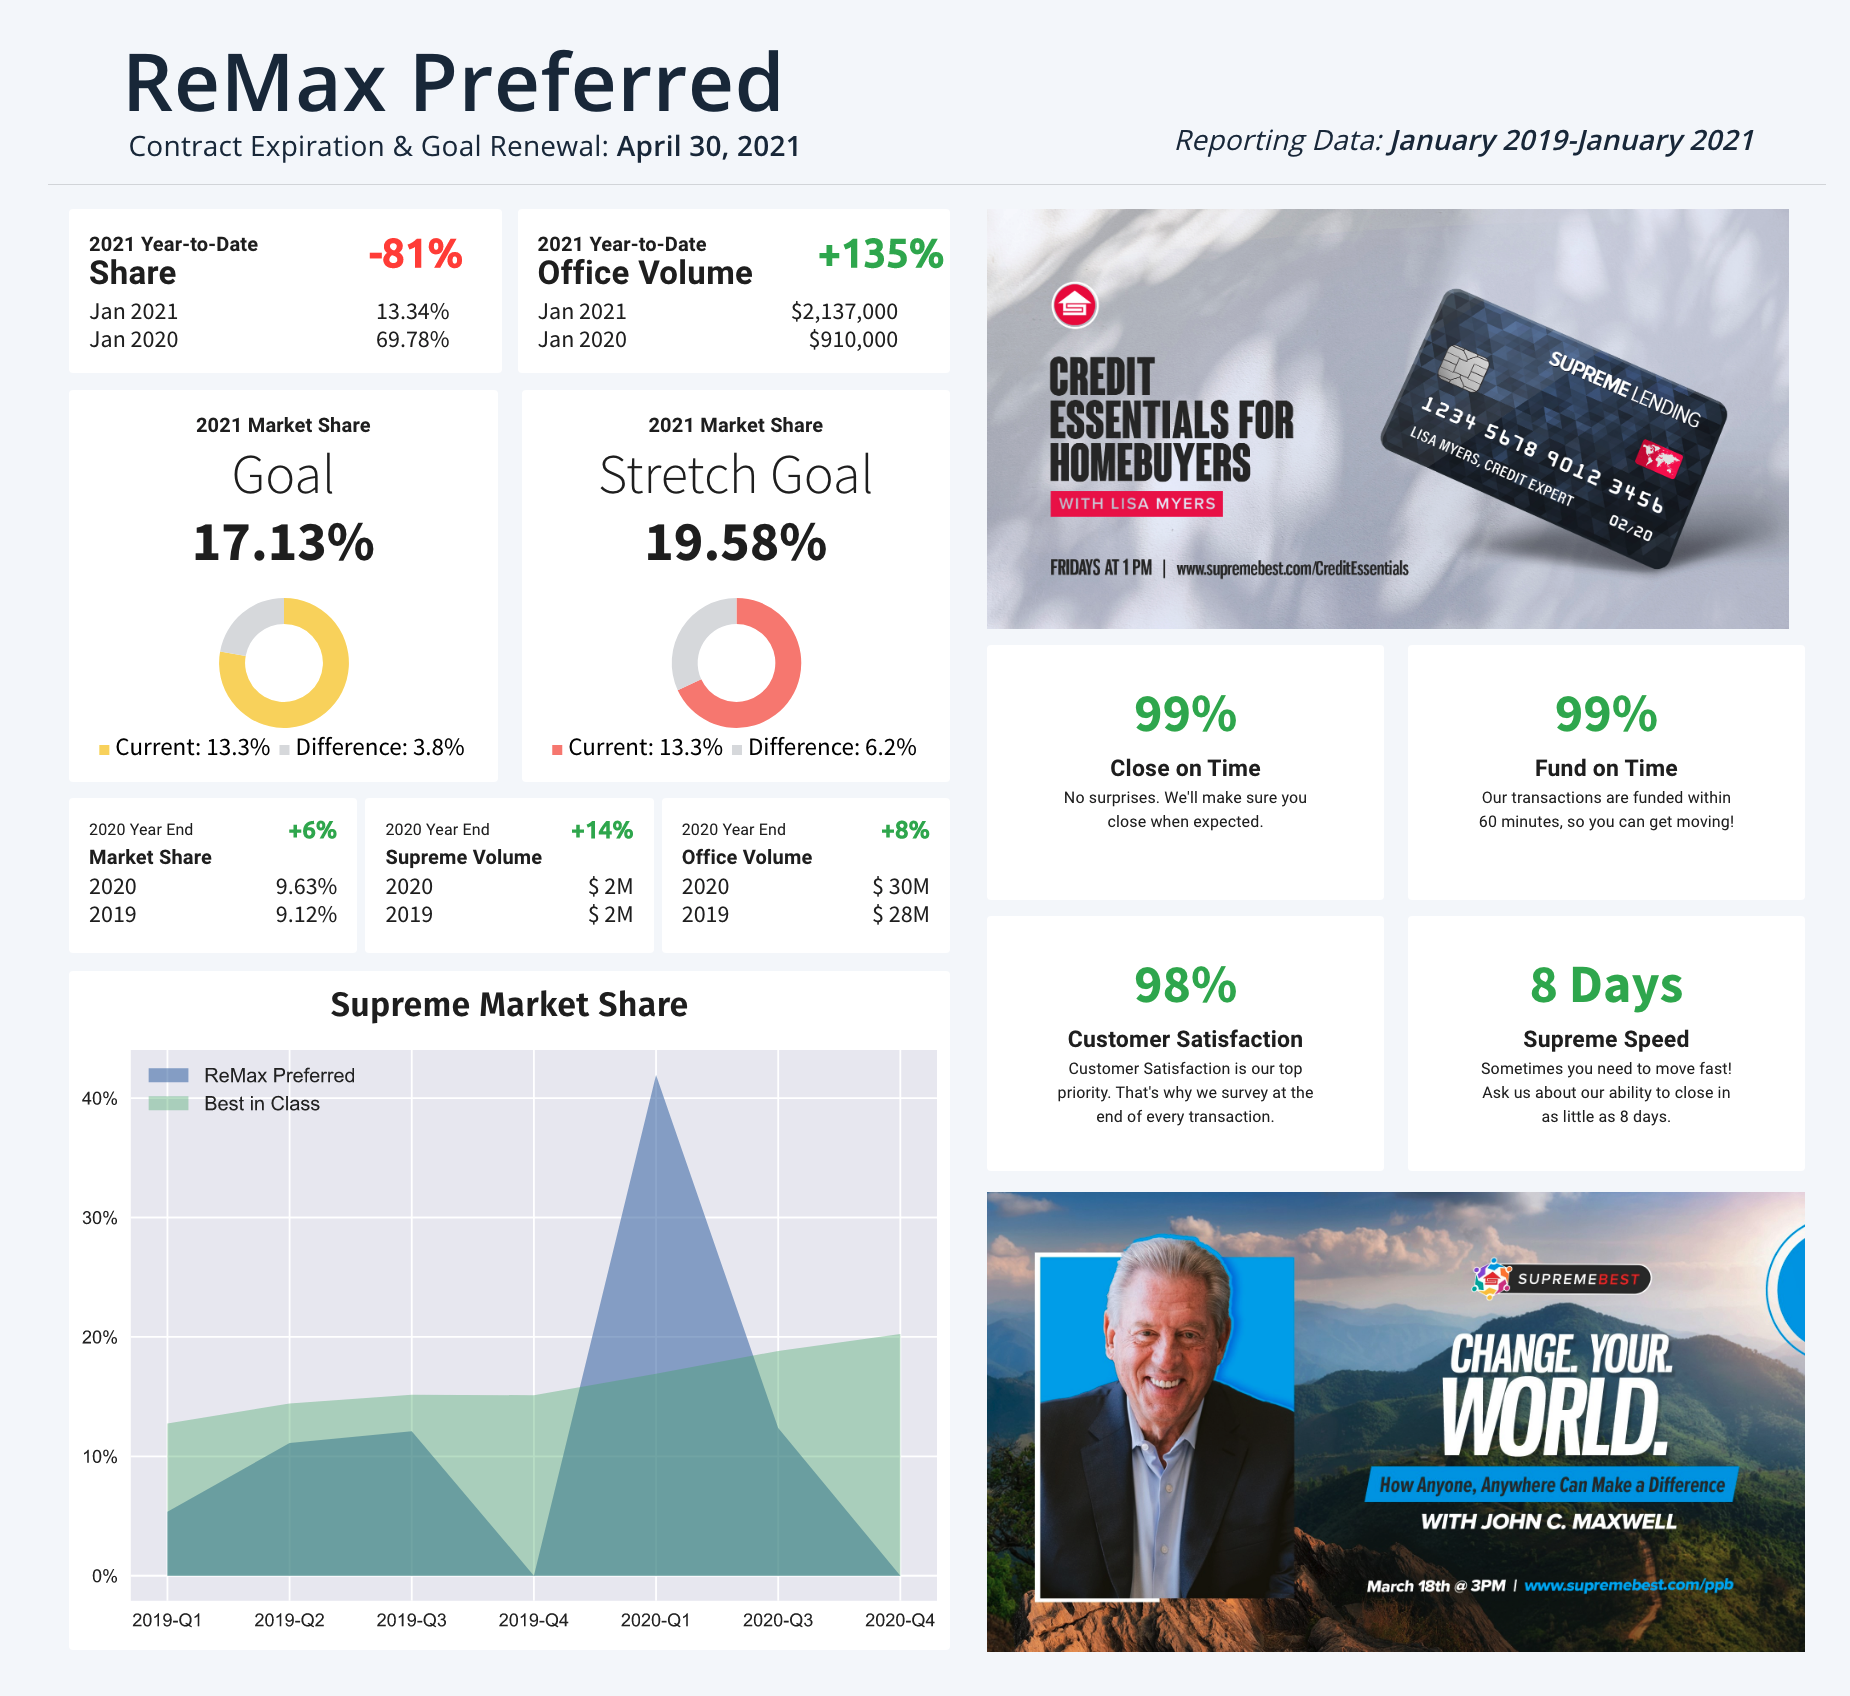 ReMax Preferred
Contract Expiration & Goal Renewal: April 30, 2021
Reporting Data: January 2019-January 2021
2021 Year-to-Date
Share
-81%
Jan 2021 13.34%
Jan 2020 69.78%
2021 Year-to-Date
Office Volume
+135%
Jan 2021 $2,137,000
Jan 2020 $910,000
2021 Market Share
Goal
17.13%
Current: 13.3% Difference: 3.8%
2021 Market Share
Stretch Goal
19.58%
Current: 13.3% Difference: 6.2%
2020 Year End +6%
Market Share
2020 9.63%
2019 9.12%
2020 Year End +14%
Supreme Volume
2020 $ 2M
2019 $ 2M
2020 Year End +8%
Office Volume
2020 $ 30M
2019 $ 28M
Supreme Market Share
ReMax Preferred
Best in Class
40%
30%
20%
10%
0%
2019-Q1 2019-Q2 2019-Q3 2019-Q4 2020-Q1 2020-Q3 2020-Q4
CREDIT
ESSENTIALS FOR
HOMEBUYERS
WITH LISA MYERS
FRIDAYS AT 1 PM | www.supremebest.com/CreditEssentials
SUPREME LENDING
1234 5678 9012 3456
LISA MYERS, CREDIT EXPERT
02/20
99%
Close on Time
No surprises. We'll make sure you
close when expected.
99%
Fund on Time
Our transactions are funded within
60 minutes, so you can get moving!
98%
Customer Satisfaction
Customer Satisfaction is our top
priority. That's why we survey at the
end of every transaction.
8 Days
Supreme Speed
Sometimes you need to move fast!
Ask us about our ability to close in
as little as 8 days.
SUPREMEBEST
CHANGE. YOUR.
WORLD.
How Anyone, Anywhere Can Make a Difference
WITH JOHN C. MAXWELL
March 18th @ 3PM | www.supremebest.com/ppb